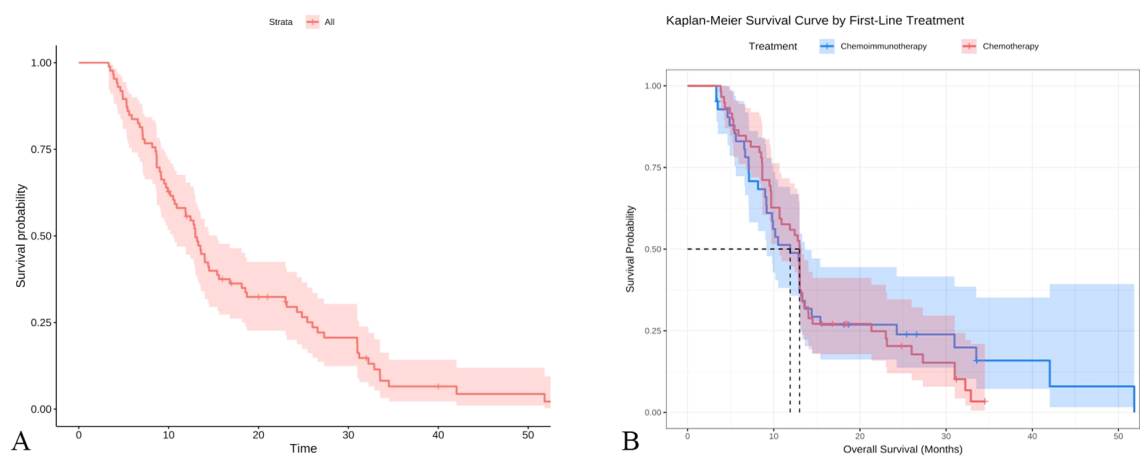 Strata All
1.00
0.75
0.50
0.25
0.00
Survival probability
0 10 20 30 40 50
Time
A
Kaplan-Meier Survival Curve by First-Line Treatment
Treatment Chemoimmunotherapy Chemotherapy
1.00
0.75
0.50
0.25
0.00
Survival Probability
0 10 20 30 40 50
Overall Survival (Months)
B